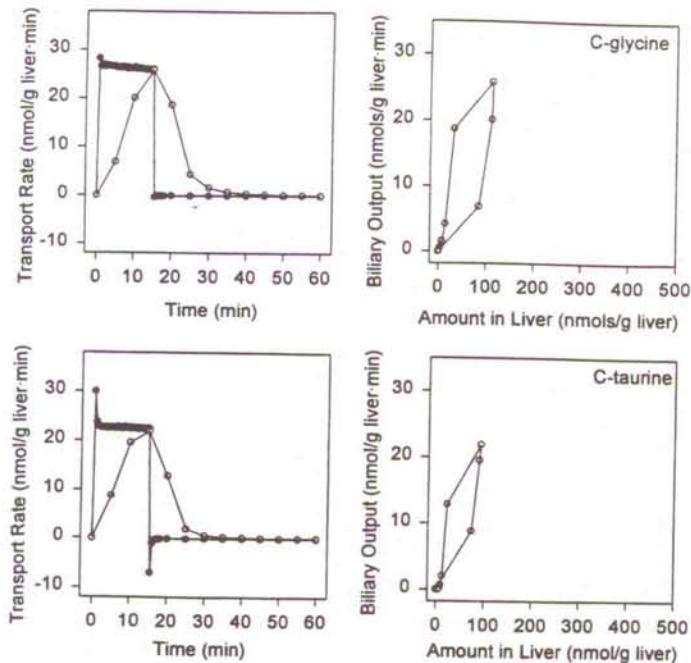 Transport Rate (nmol/g liver·min)
30
20
10
0
-10
0 10 20 30 40 50 60
Time (min)
C-glycine
Biliary Output (nmols/g liver·min)
30
20
10
0
0 100 200 300 400 500
Amount in Liver (nmols/g liver)
Transport Rate (nmol/g liver·min)
30
20
10
0
-10
0 10 20 30 40 50 60
Time (min)
C-taurine
Biliary Output (nmol/g liver·min)
30
20
10
0
0 100 200 300 400 500
Amount in Liver (nmol/g liver)